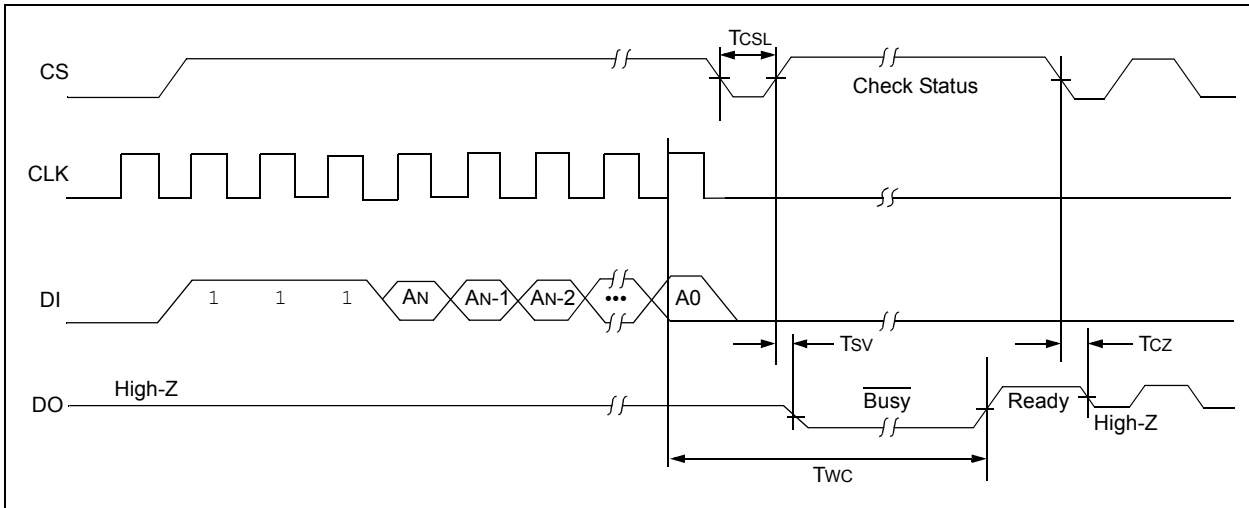 TCSL
CS
Check Status
CLK
DI
1 1 1 AN AN-1 AN-2 ••• A0
TSV
TCZ
High-Z
DO
Busy
Ready
High-Z
TWC